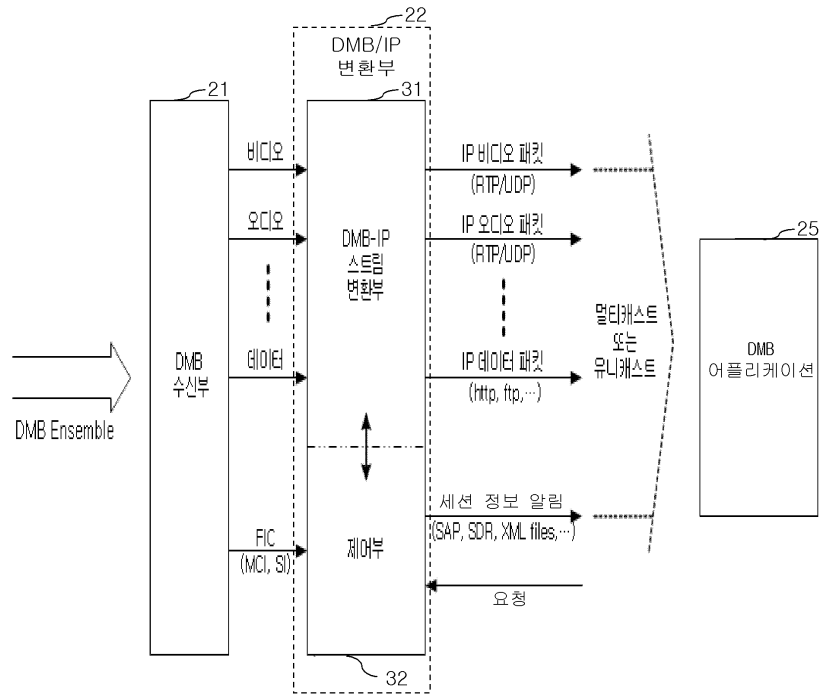 22
DMB/IP
변환부
21
31
비디오
IP 비디오 패킷
(RTP/UDP)
오디오
IP 오디오 패킷
(RTP/UDP)
25
DMB-IP
스트림
변환부
멀티캐스트
또는
유니캐스트
DMB
수신부
데이터
IP 데이터 패킷
(http, ftp,⋯)
DMB
어플리케이션
DMB Ensemble
세션 정보 알림
(SAP, SDR, XML files,⋯)
FIC
(MCI, SI)
제어부
요청
32